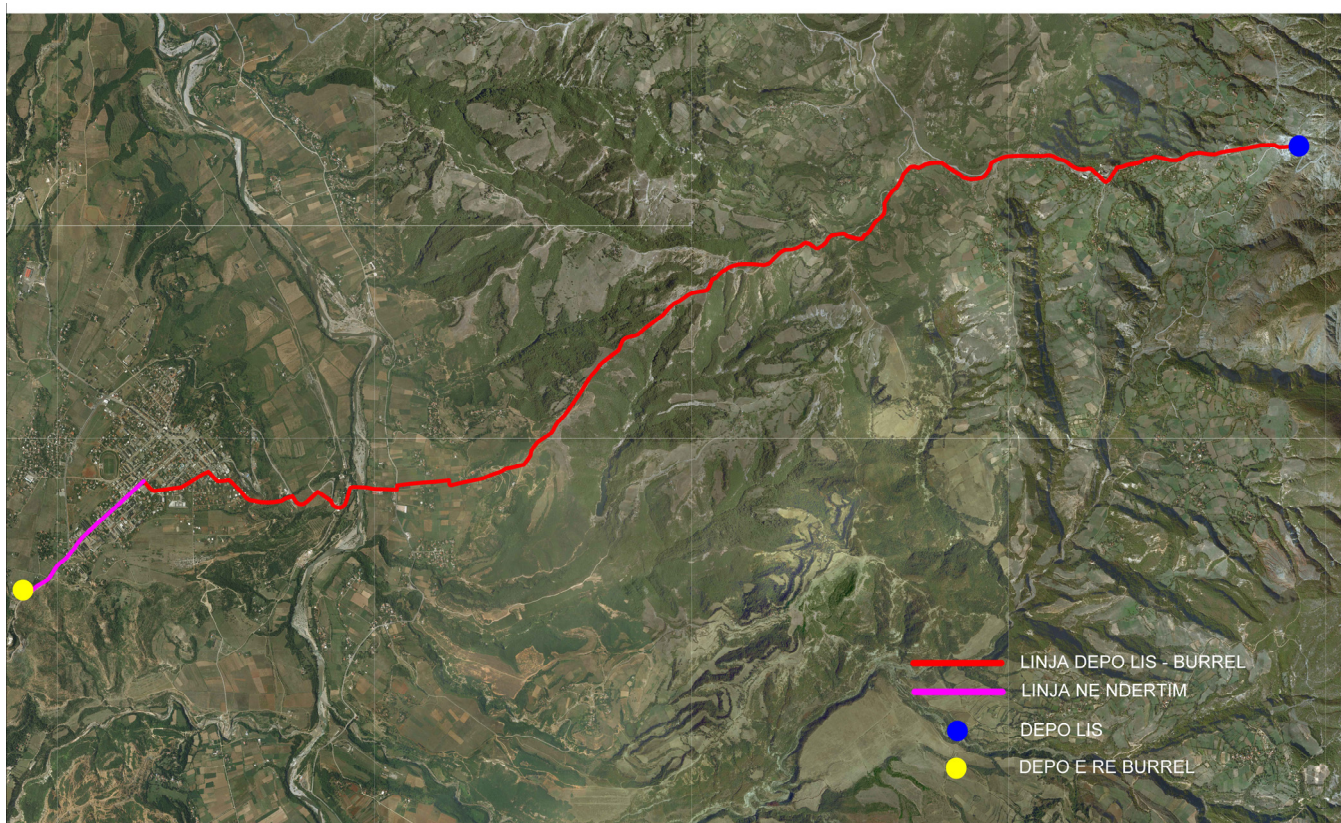 LINJA DEPO LIS - BURREL
LINJA NE NDERTIM
DEPO LIS
DEPO E RE BURREL